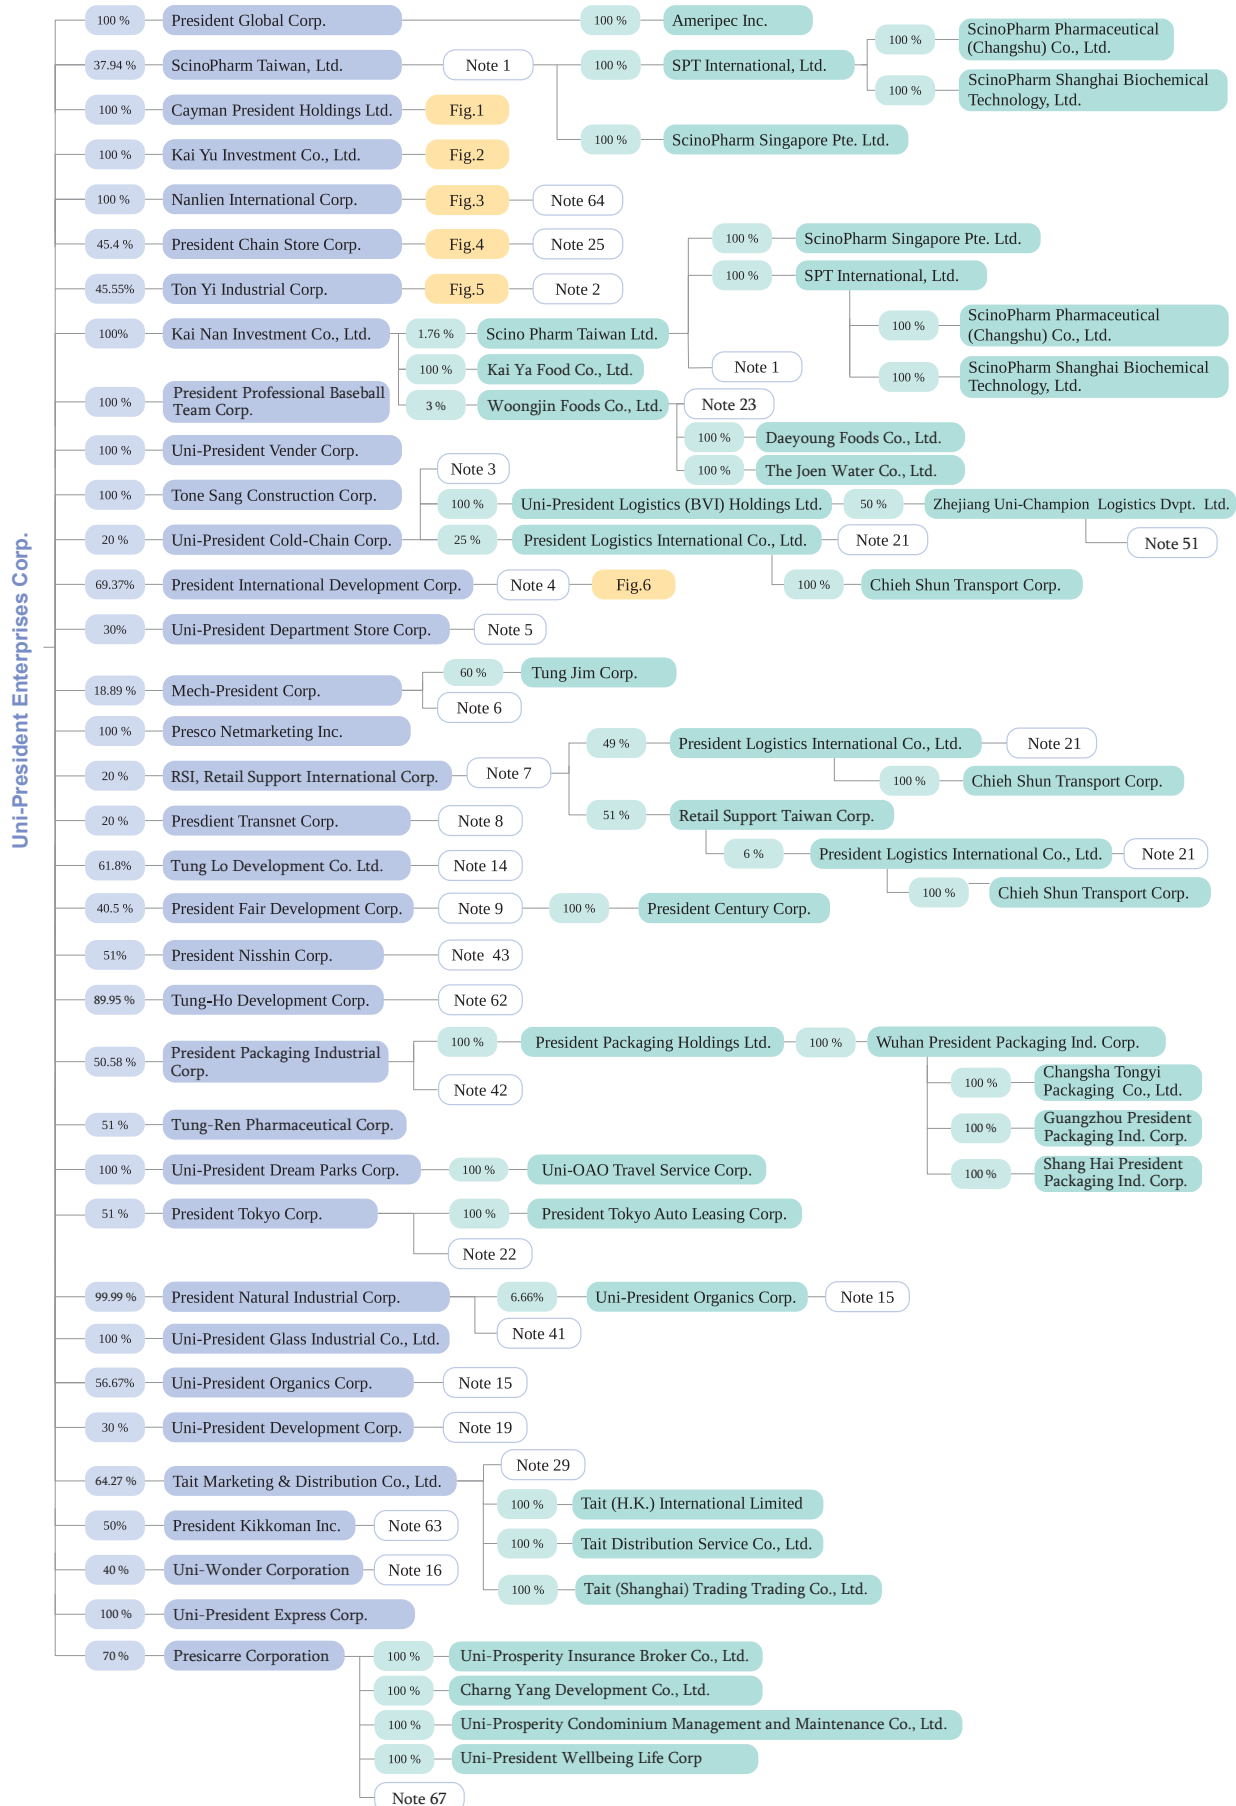 Uni-President Enterprises Corp.
100 %
President Global Corp.
100 %
Ameripec Inc.
37.94 %
ScinoPharm Taiwan, Ltd.
Note 1
100 %
SPT International, Ltd.
100 %
ScinoPharm Pharmaceutical
(Changshu) Co., Ltd.
100 %
ScinoPharm Shanghai Biochemical
Technology, Ltd.
100 %
ScinoPharm Singapore Pte. Ltd.
100 %
Cayman President Holdings Ltd.
Fig.1
100 %
Kai Yu Investment Co., Ltd.
Fig.2
100 %
Nanlien International Corp.
Fig.3
Note 64
45.4 %
President Chain Store Corp.
Fig.4
Note 25
45.55%
Ton Yi Industrial Corp.
Fig.5
Note 2
100%
Kai Nan Investment Co., Ltd.
1.76 %
Scino Pharm Taiwan Ltd.
100 %
ScinoPharm Singapore Pte. Ltd.
100 %
SPT International, Ltd.
100 %
ScinoPharm Pharmaceutical
(Changshu) Co., Ltd.
100 %
ScinoPharm Shanghai Biochemical
Technology, Ltd.
Note 1
100 %
Kai Ya Food Co., Ltd.
3 %
Woongjin Foods Co., Ltd.
Note 23
100 %
Daeyoung Foods Co., Ltd.
100 %
The Joen Water Co., Ltd.
100 %
President Professional Baseball
Team Corp.
100 %
Uni-President Vender Corp.
100 %
Tone Sang Construction Corp.
20 %
Uni-President Cold-Chain Corp.
Note 3
100 %
Uni-President Logistics (BVI) Holdings Ltd.
50 %
Zhejiang Uni-Champion  Logistics Dvpt.  Ltd.
Note 51
25 %
President Logistics International Co., Ltd.
Note 21
100 %
Chieh Shun Transport Corp.
69.37%
President International Development Corp.
Note 4
Fig.6
30%
Uni-President Department Store Corp.
Note 5
18.89 %
Mech-President Corp.
60 %
Tung Jim Corp.
Note 6
100 %
Presco Netmarketing Inc.
20 %
RSI, Retail Support International Corp.
Note 7
49 %
President Logistics International Co., Ltd.
Note 21
100 %
Chieh Shun Transport Corp.
51 %
Retail Support Taiwan Corp.
6 %
President Logistics International Co., Ltd.
Note 21
100 %
Chieh Shun Transport Corp.
20 %
Presdient Transnet Corp.
Note 8
61.8%
Tung Lo Development Co. Ltd.
Note 14
40.5 %
President Fair Development Corp.
Note 9
100 %
President Century Corp.
51%
President Nisshin Corp.
Note  43
89.95 %
Tung-Ho Development Corp.
Note 62
50.58 %
President Packaging Industrial
Corp.
100 %
President Packaging Holdings Ltd.
100 %
Wuhan President Packaging Ind. Corp.
100 %
Changsha Tongyi
Packaging  Co., Ltd.
100 %
Guangzhou President
Packaging Ind. Corp.
100 %
Shang Hai President
Packaging Ind. Corp.
Note 42
51 %
Tung-Ren Pharmaceutical Corp.
100 %
Uni-President Dream Parks Corp.
100 %
Uni-OAO Travel Service Corp.
51 %
President Tokyo Corp.
100 %
President Tokyo Auto Leasing Corp.
Note 22
99.99 %
President Natural Industrial Corp.
6.66%
Uni-President Organics Corp.
Note 15
Note 41
100 %
Uni-President Glass Industrial Co., Ltd.
56.67%
Uni-President Organics Corp.
Note 15
30 %
Uni-President Development Corp.
Note 19
64.27 %
Tait Marketing & Distribution Co., Ltd.
Note 29
100 %
Tait (H.K.) International Limited
100 %
Tait Distribution Service Co., Ltd.
100 %
Tait (Shanghai) Trading Trading Co., Ltd.
50%
President Kikkoman Inc.
Note 63
40 %
Uni-Wonder Corporation
Note 16
100 %
Uni-President Express Corp.
70 %
Presicarre Corporation
100 %
Uni-Prosperity Insurance Broker Co., Ltd.
100 %
Charng Yang Development Co., Ltd.
100 %
Uni-Prosperity Condominium Management and Maintenance Co., Ltd.
100 %
Uni-President Wellbeing Life Corp
Note 67